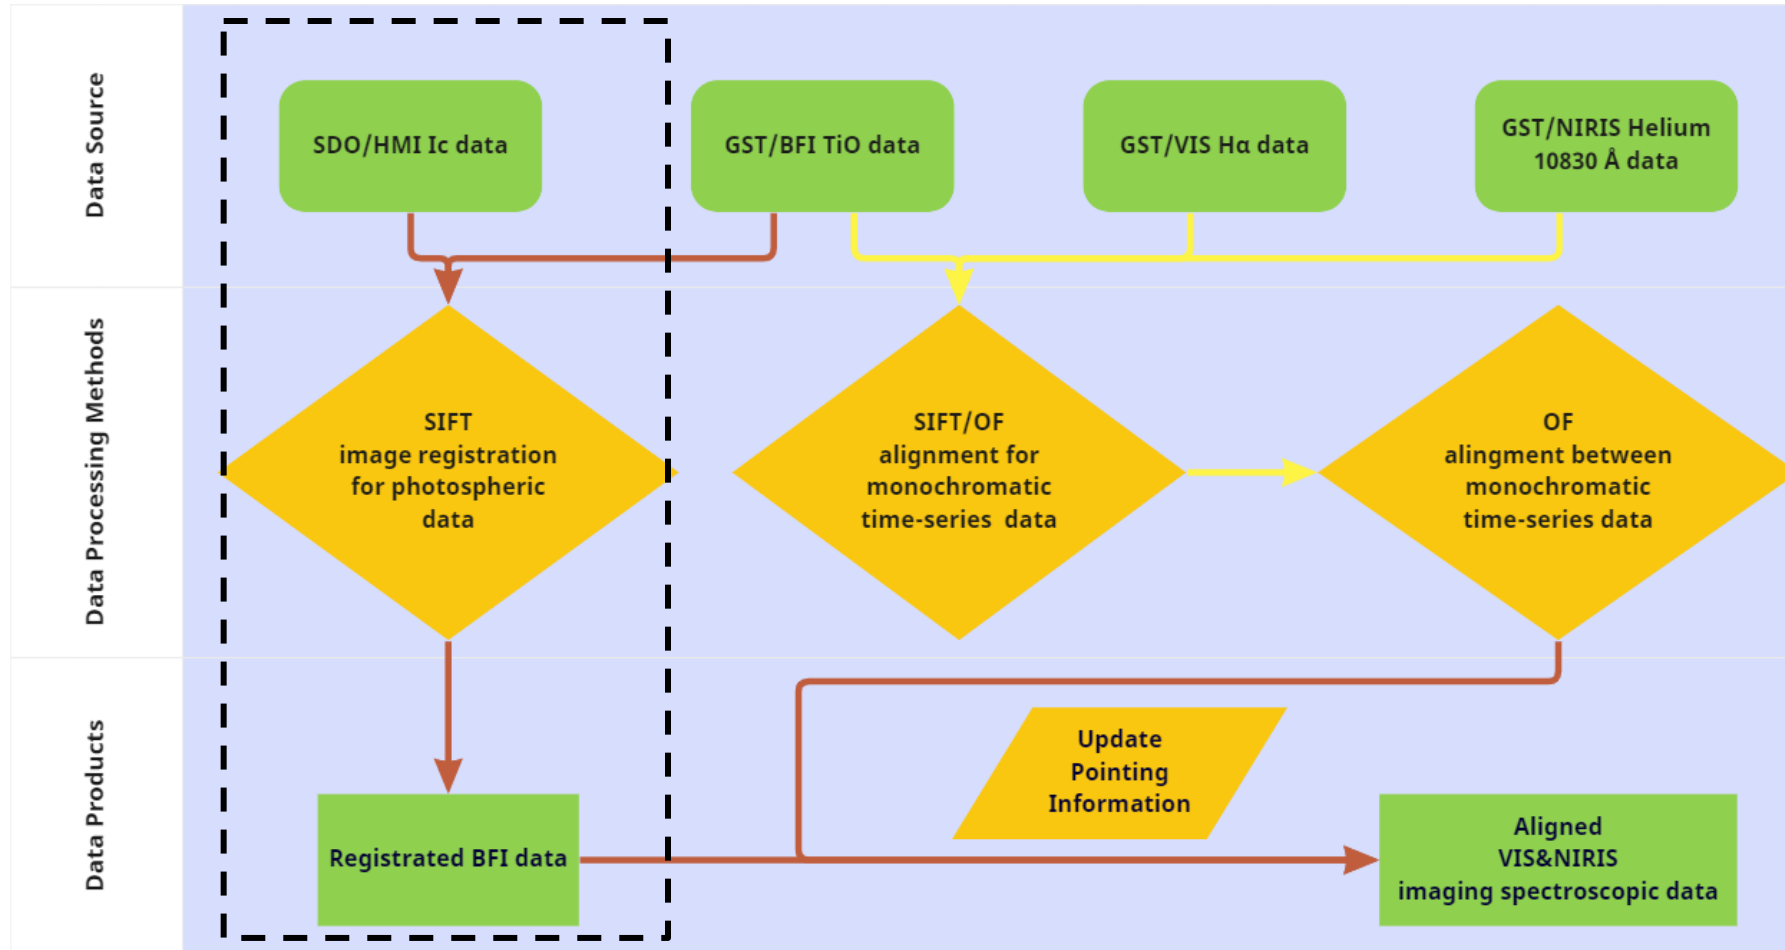 Data Source
SDO/HMI Ic data
GST/BFI TiO data
GST/VIS Hα data
GST/NIRIS Helium
10830 Å data
Data Processing Methods
SIFT
image registration
for photospheric
data
SIFT/OF
alignment for
monochromatic
time-series data
OF
alingment between
monochromatic
time-series data
Data Products
Registrated BFI data
Update
Pointing
Information
Aligned
VIS&NIRIS
imaging spectroscopic data